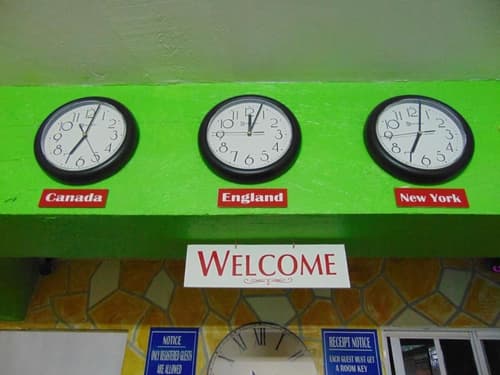 Canada
England
New York
WELCOME
NOTICE
ONLY REGISTERED GUESTS
ARE ALLOWED
RECEIPT NOTICE
EACH GUEST MUST GET
A ROOM KEY